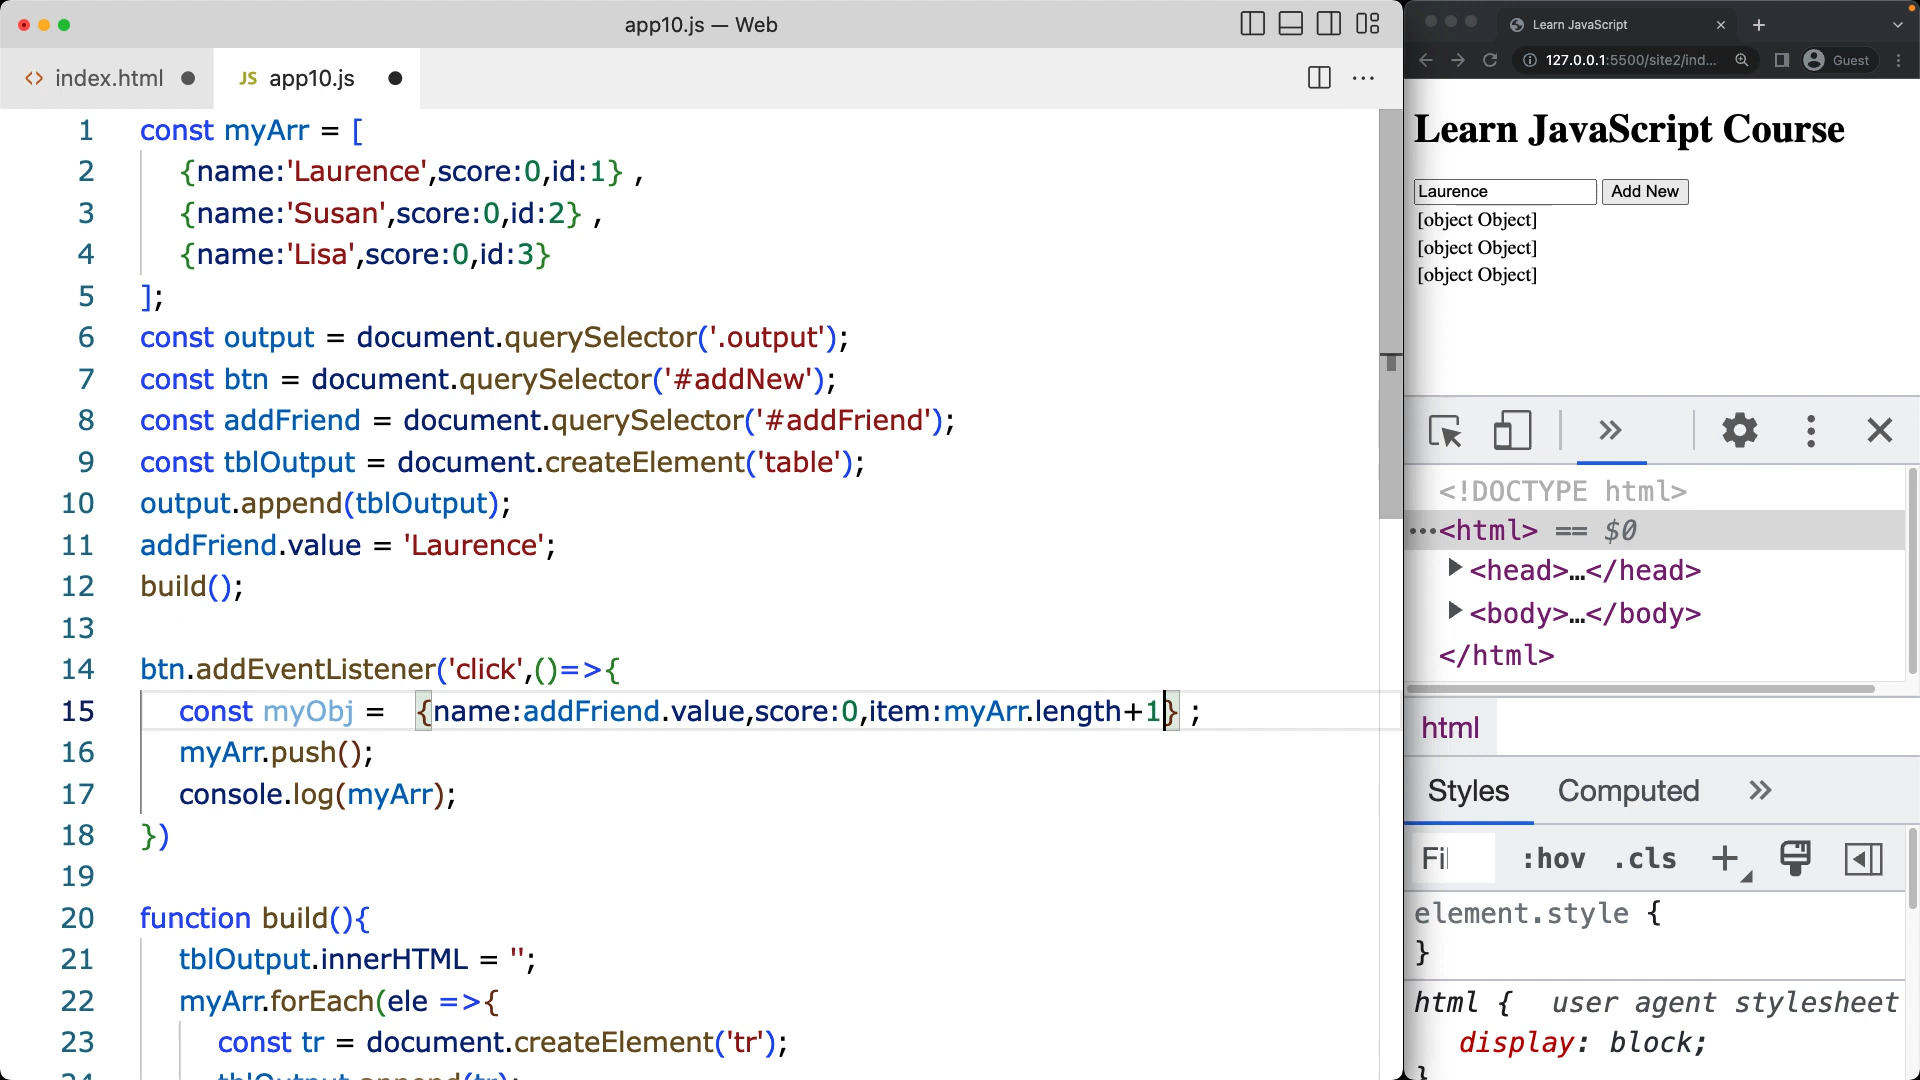 app10.js — Web
index.html
JS app10.js
1 const myArr = [
2 {name:'Laurence',score:0,id:1} ,
3 {name:'Susan',score:0,id:2} ,
4 {name:'Lisa',score:0,id:3}
5 ];
6 const output = document.querySelector('.output');
7 const btn = document.querySelector('#addNew');
8 const addFriend = document.querySelector('#addFriend');
9 const tblOutput = document.createElement('table');
10 output.append(tblOutput);
11 addFriend.value = 'Laurence';
12 build();
13
14 btn.addEventListener('click',()=>{
15 const myObj = {name:addFriend.value,score:0,item:myArr.length+1} ;
16 myArr.push();
17 console.log(myArr);
18 })
19
20 function build(){
21 tblOutput.innerHTML = '';
22 myArr.forEach(ele =>{
23 const tr = document.createElement('tr');
Learn JavaScript
127.0.0.1:5500/site2/ind...
Guest
Learn JavaScript Course
Laurence Add New
[object Object]
[object Object]
[object Object]
<!DOCTYPE html>
<html> == $0
<head>…</head>
<body>…</body>
</html>
html
Styles Computed
Fil :hov .cls
element.style {
}
html { user agent stylesheet
display: block;
}